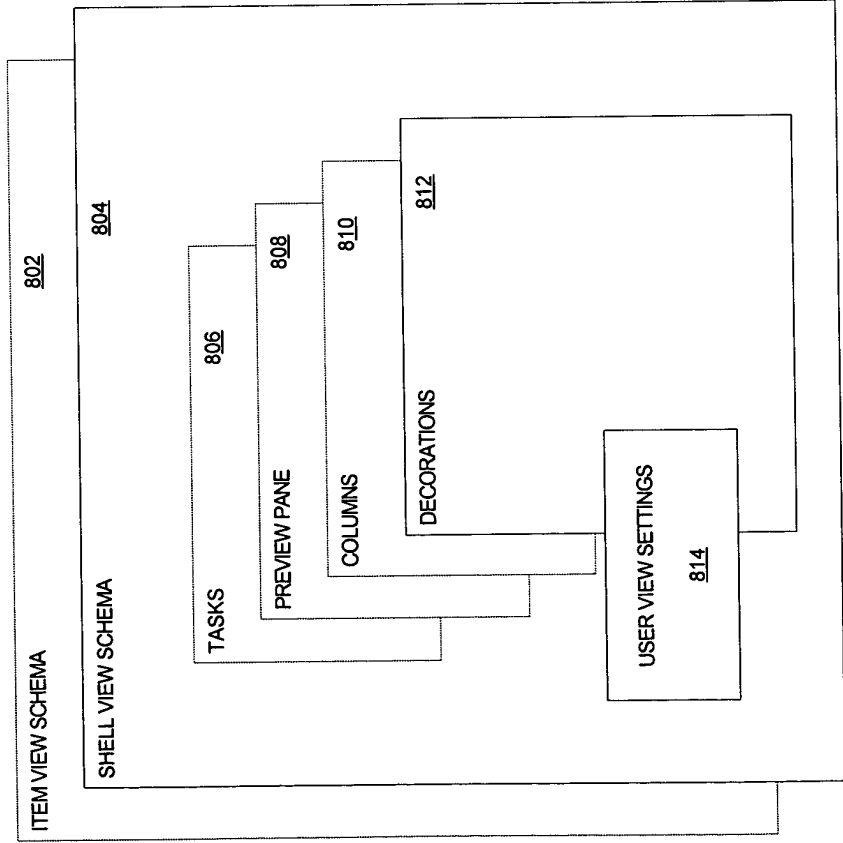 ITEM VIEW SCHEMA 802
SHELL VIEW SCHEMA 804
TASKS 806
PREVIEW PANE 808
COLUMNS 810
DECORATIONS 812
USER VIEW SETTINGS
814